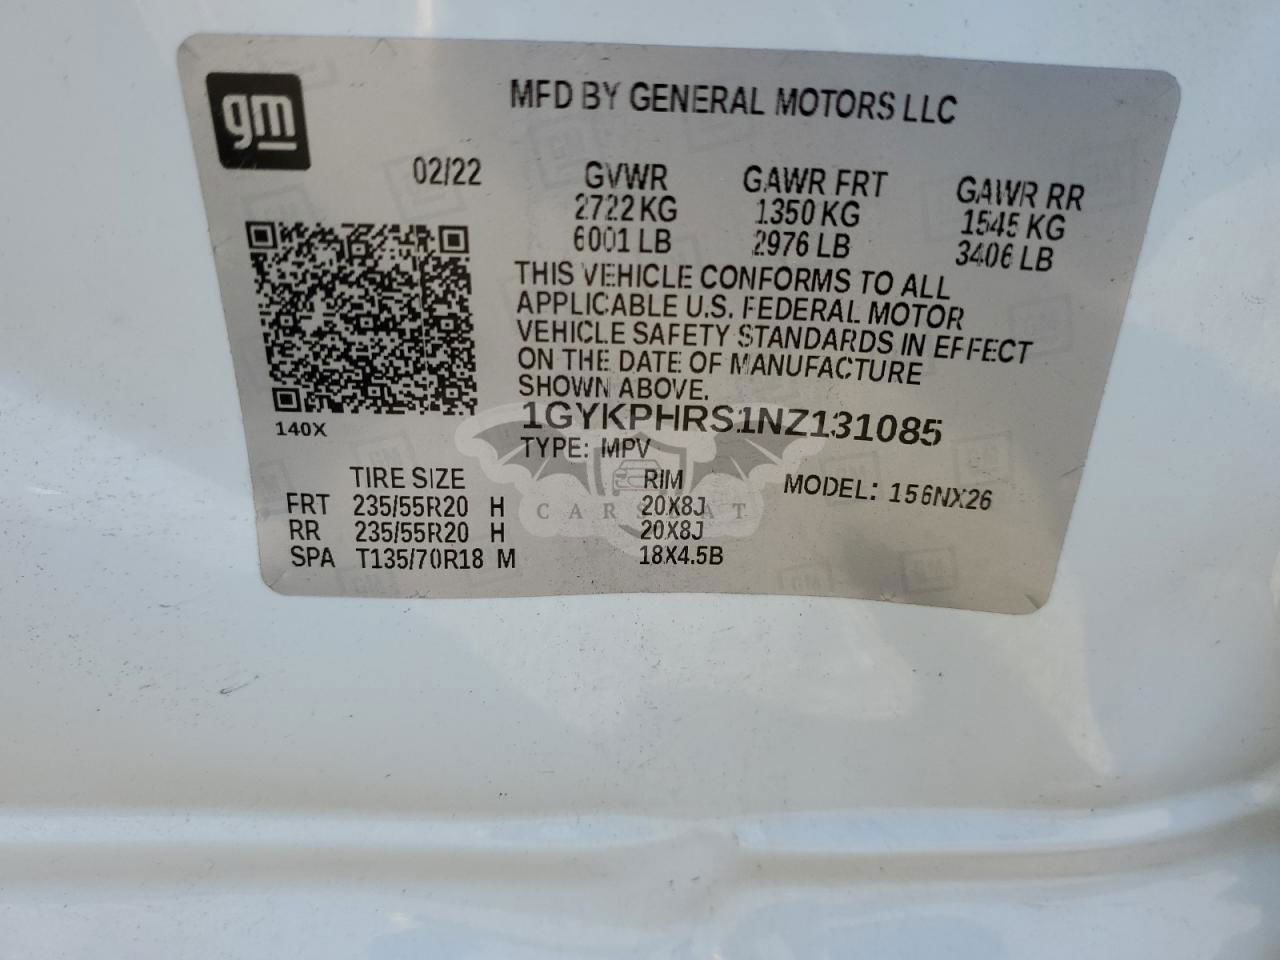 gm
MFD BY GENERAL MOTORS LLC
02/22 GVWR GAWR FRT GAWR RR
2722 KG 1350 KG 1545 KG
6001 LB 2976 LB 3406 LB
THIS VEHICLE CONFORMS TO ALL
APPLICABLE U.S. FEDERAL MOTOR
VEHICLE SAFETY STANDARDS IN EFFECT
ON THE DATE OF MANUFACTURE
SHOWN ABOVE.
1GYKPHRS1NZ131085
140X
TYPE: MPV
TIRE SIZE RIM MODEL: 156NX26
FRT 235/55R20 H 20X8J
RR 235/55R20 H 20X8J
SPA T135/70R18 M 18X4.5B